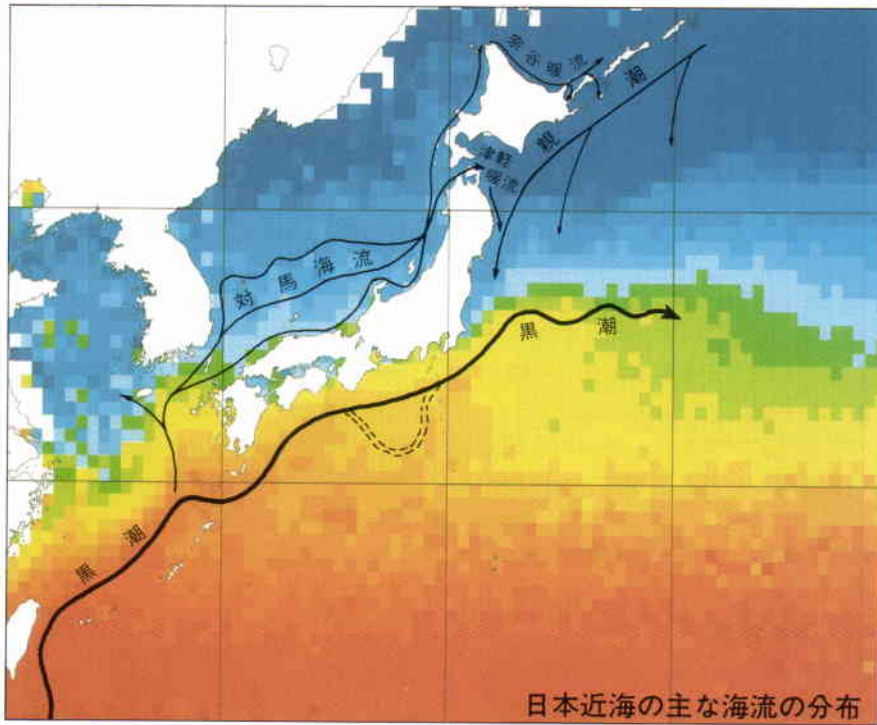 宗谷暖流
親潮
津軽
暖流
対馬海流
黒潮
黒潮
日本近海の主な海流の分布